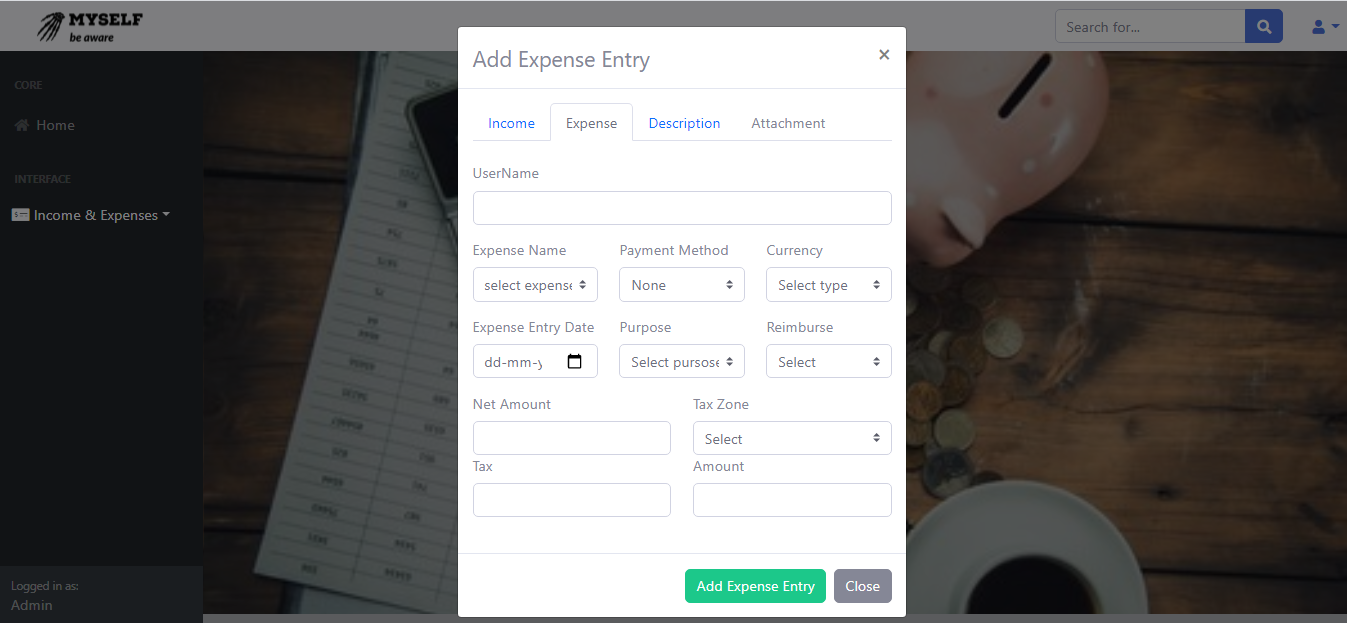 MYSELF
be aware
Search for...
CORE
Home
INTERFACE
Income & Expenses
Logged in as:
Admin
Add Expense Entry
×
Income
Expense
Description
Attachment
UserName
Expense Name
Payment Method
Currency
select expense
None
Select type
Expense Entry Date
Purpose
Reimburse
dd-mm-y
Select pursose
Select
Net Amount
Tax Zone
Select
Tax
Amount
Add Expense Entry
Close